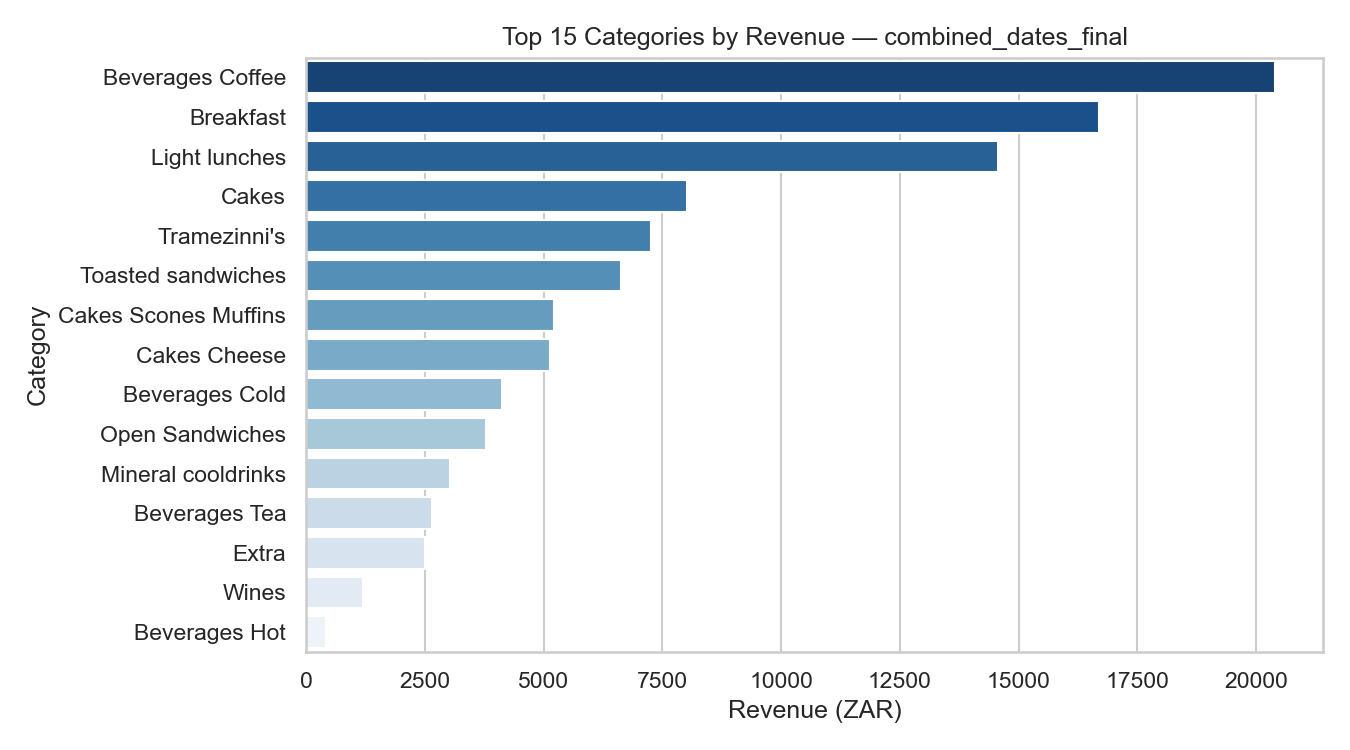 Top 15 Categories by Revenue — combined_dates_final
Category
Beverages Coffee
Breakfast
Light lunches
Cakes
Tramezinni's
Toasted sandwiches
Cakes Scones Muffins
Cakes Cheese
Beverages Cold
Open Sandwiches
Mineral cooldrinks
Beverages Tea
Extra
Wines
Beverages Hot
0 2500 5000 7500 10000 12500 15000 17500 20000
Revenue (ZAR)